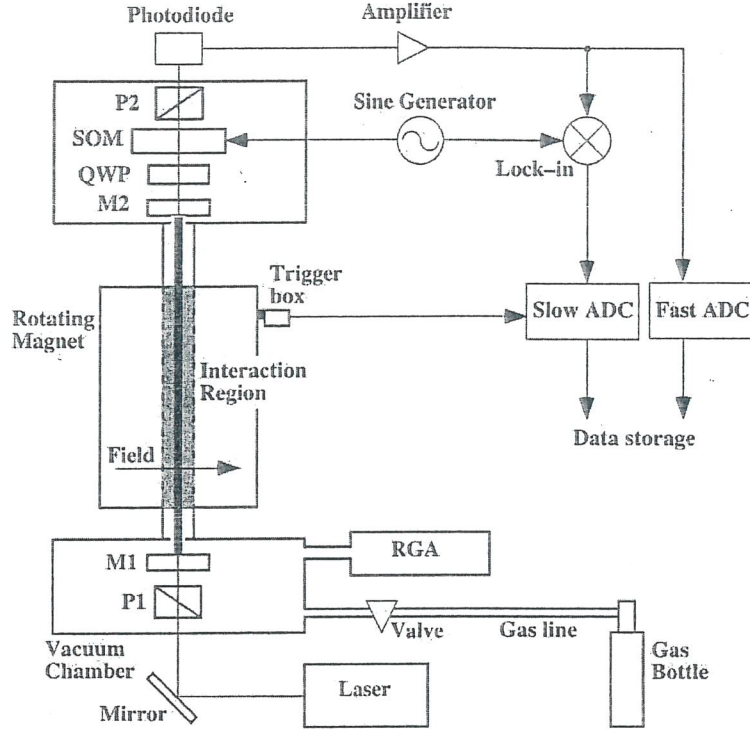 Photodiode
Amplifier
P2
Sine Generator
SOM
QWP
Lock-in
M2
Trigger
box
Rotating
Magnet
Slow ADC
Fast ADC
Interaction
Region
Field
Data storage
M1
RGA
P1
Valve
Gas line
Vacuum
Chamber
Gas
Bottle
Laser
Mirror